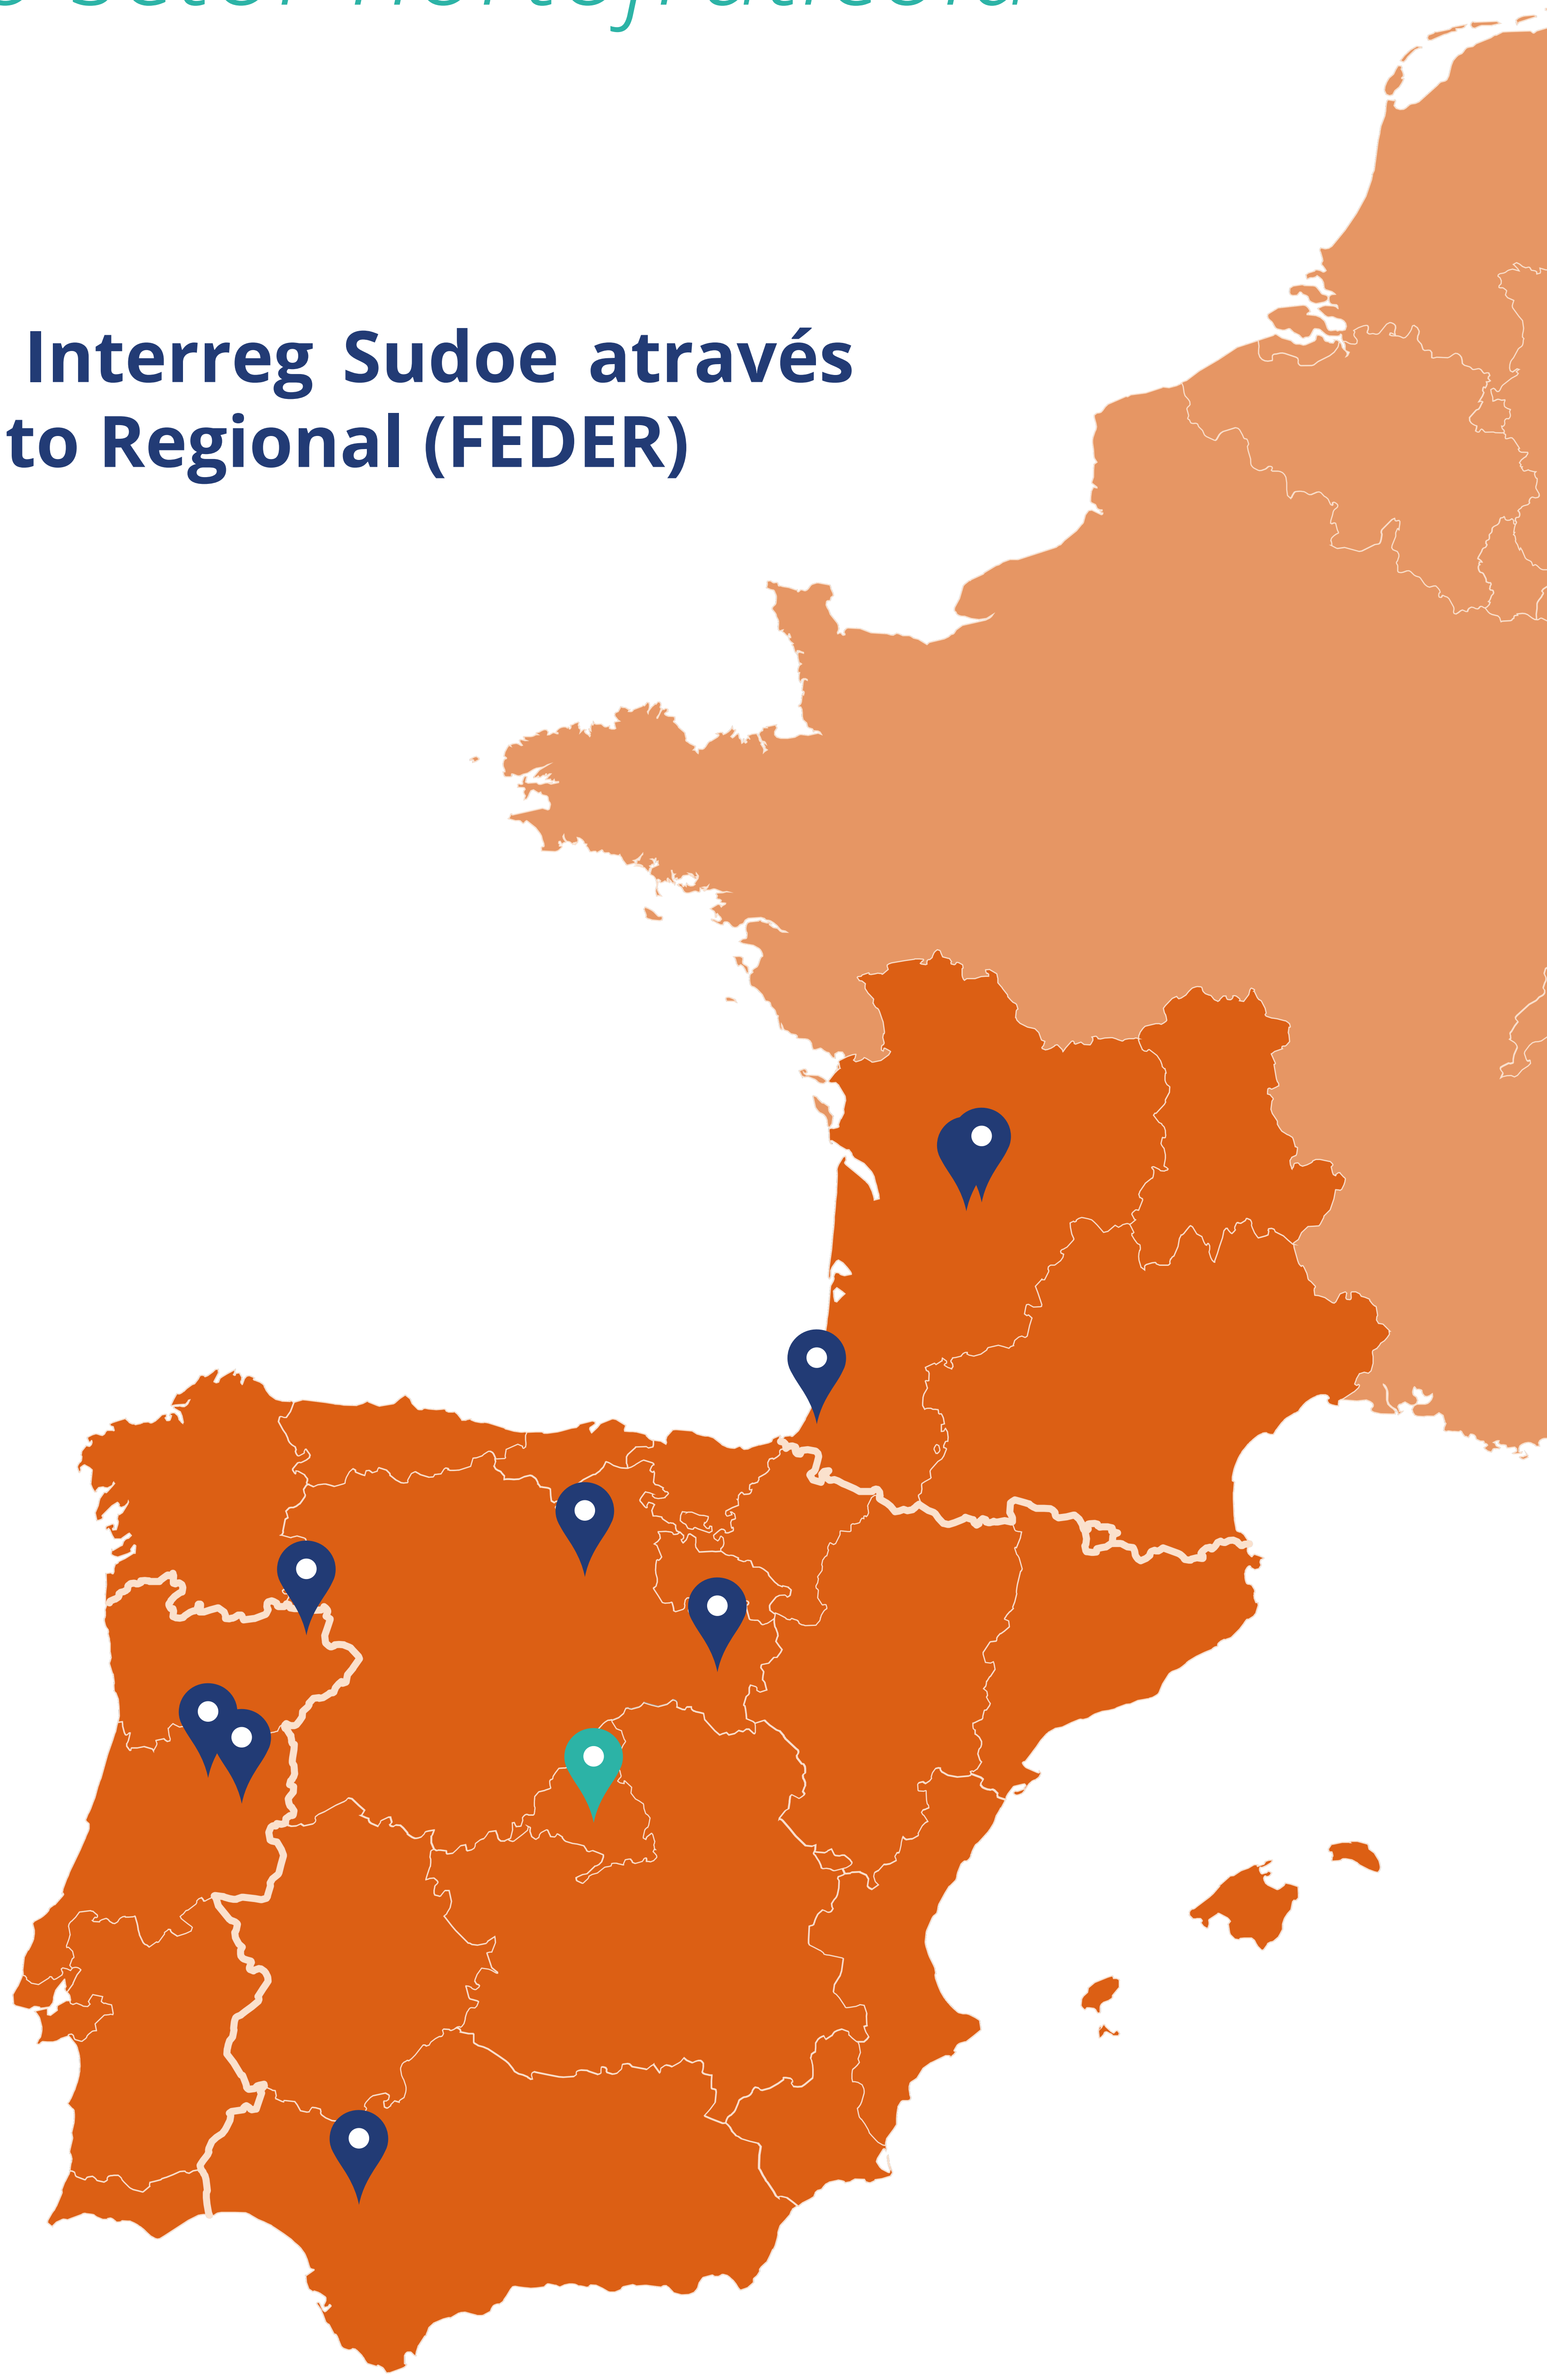 Interreg Sudoe através
to Regional (FEDER)